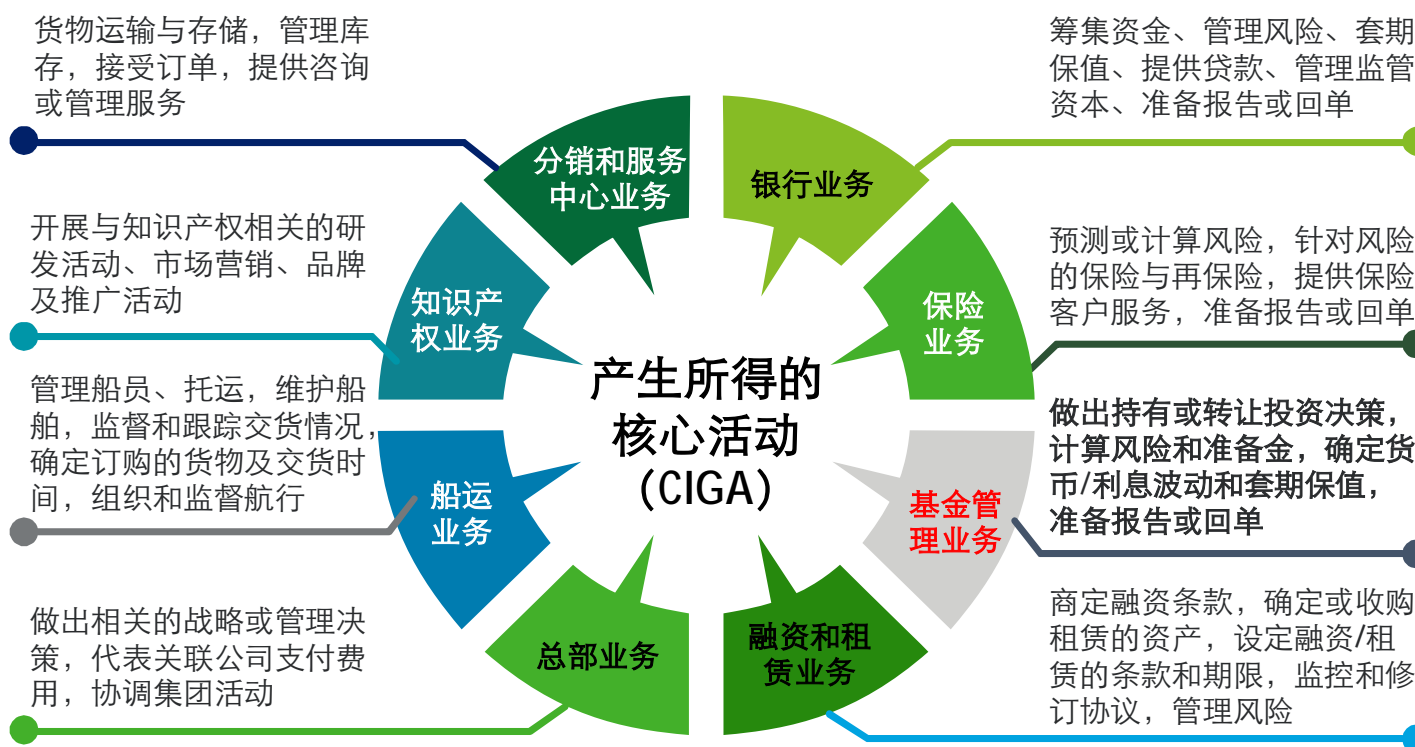 货物运输与存储，管理库
存，接受订单，提供咨询
或管理服务
分销和服务
中心业务
开展与知识产权相关的研
发活动、市场营销、品牌
及推广活动
知识产
权业务
管理船员、托运，维护船
舶，监督和跟踪交货情况，
确定订购的货物及交货时
间，组织和监督航行
船运
业务
做出相关的战略或管理决
策，代表关联公司支付费
用，协调集团活动
总部业务
产生所得的
核心活动
（CIGA）
筹集资金、管理风险、套期
保值、提供贷款、管理监管
资本、准备报告或回单
银行业务
预测或计算风险，针对风险
的保险与再保险，提供保险
客户服务，准备报告或回单
保险
业务
做出持有或转让投资决策，
计算风险和准备金，确定货
币/利息波动和套期保值，
准备报告或回单
基金管
理业务
商定融资条款，确定或收购
租赁的资产，设定融资/租
赁的条款和期限，监控和修
订协议，管理风险
融资和租
赁业务